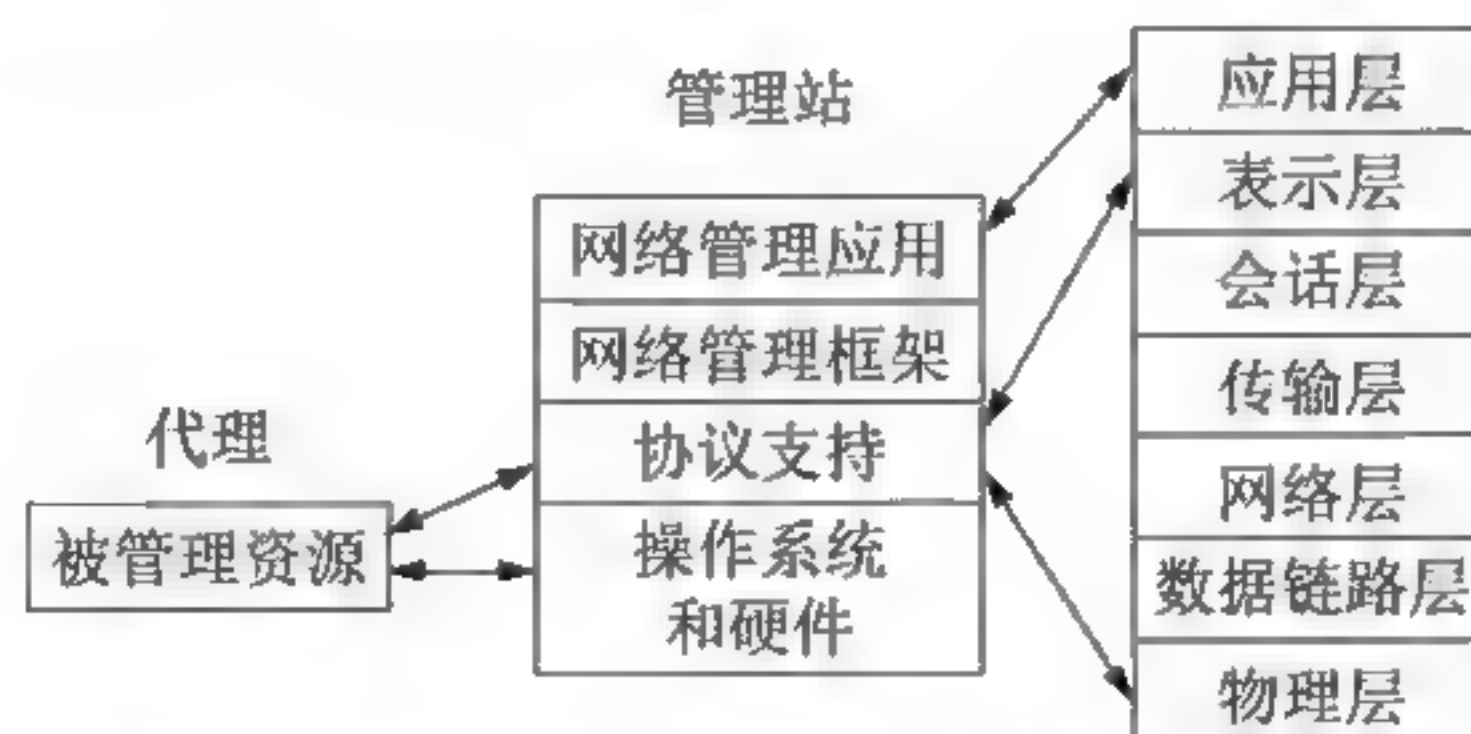 管理站
网络管理应用
网络管理框架
协议支持
操作系统
和硬件
代理
被管理资源
应用层
表示层
会话层
传输层
网络层
数据链路层
物理层